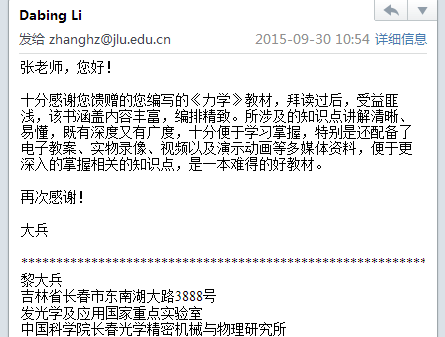 Dabing Li
发给 zhanghz@jlu.edu.cn 2015-09-30 10:54 详细信息
张老师，您好！
十分感谢您馈赠的您编写的《力学》教材，拜读过后，受益匪
浅，该书涵盖内容丰富，编排精致。所涉及的知识点讲解清晰、
易懂，既有深度又有广度，十分便于学习掌握，特别是还配备了
电子教案、实物录像、视频以及演示动画等多媒体资料，便于更
深入的掌握相关的知识点，是一本难得的好教材。
再次感谢！
大兵
**********************************************************
黎大兵
吉林省长春市东南湖大路3888号
发光学及应用国家重点实验室
中国科学院长春光学精密机械与物理研究所